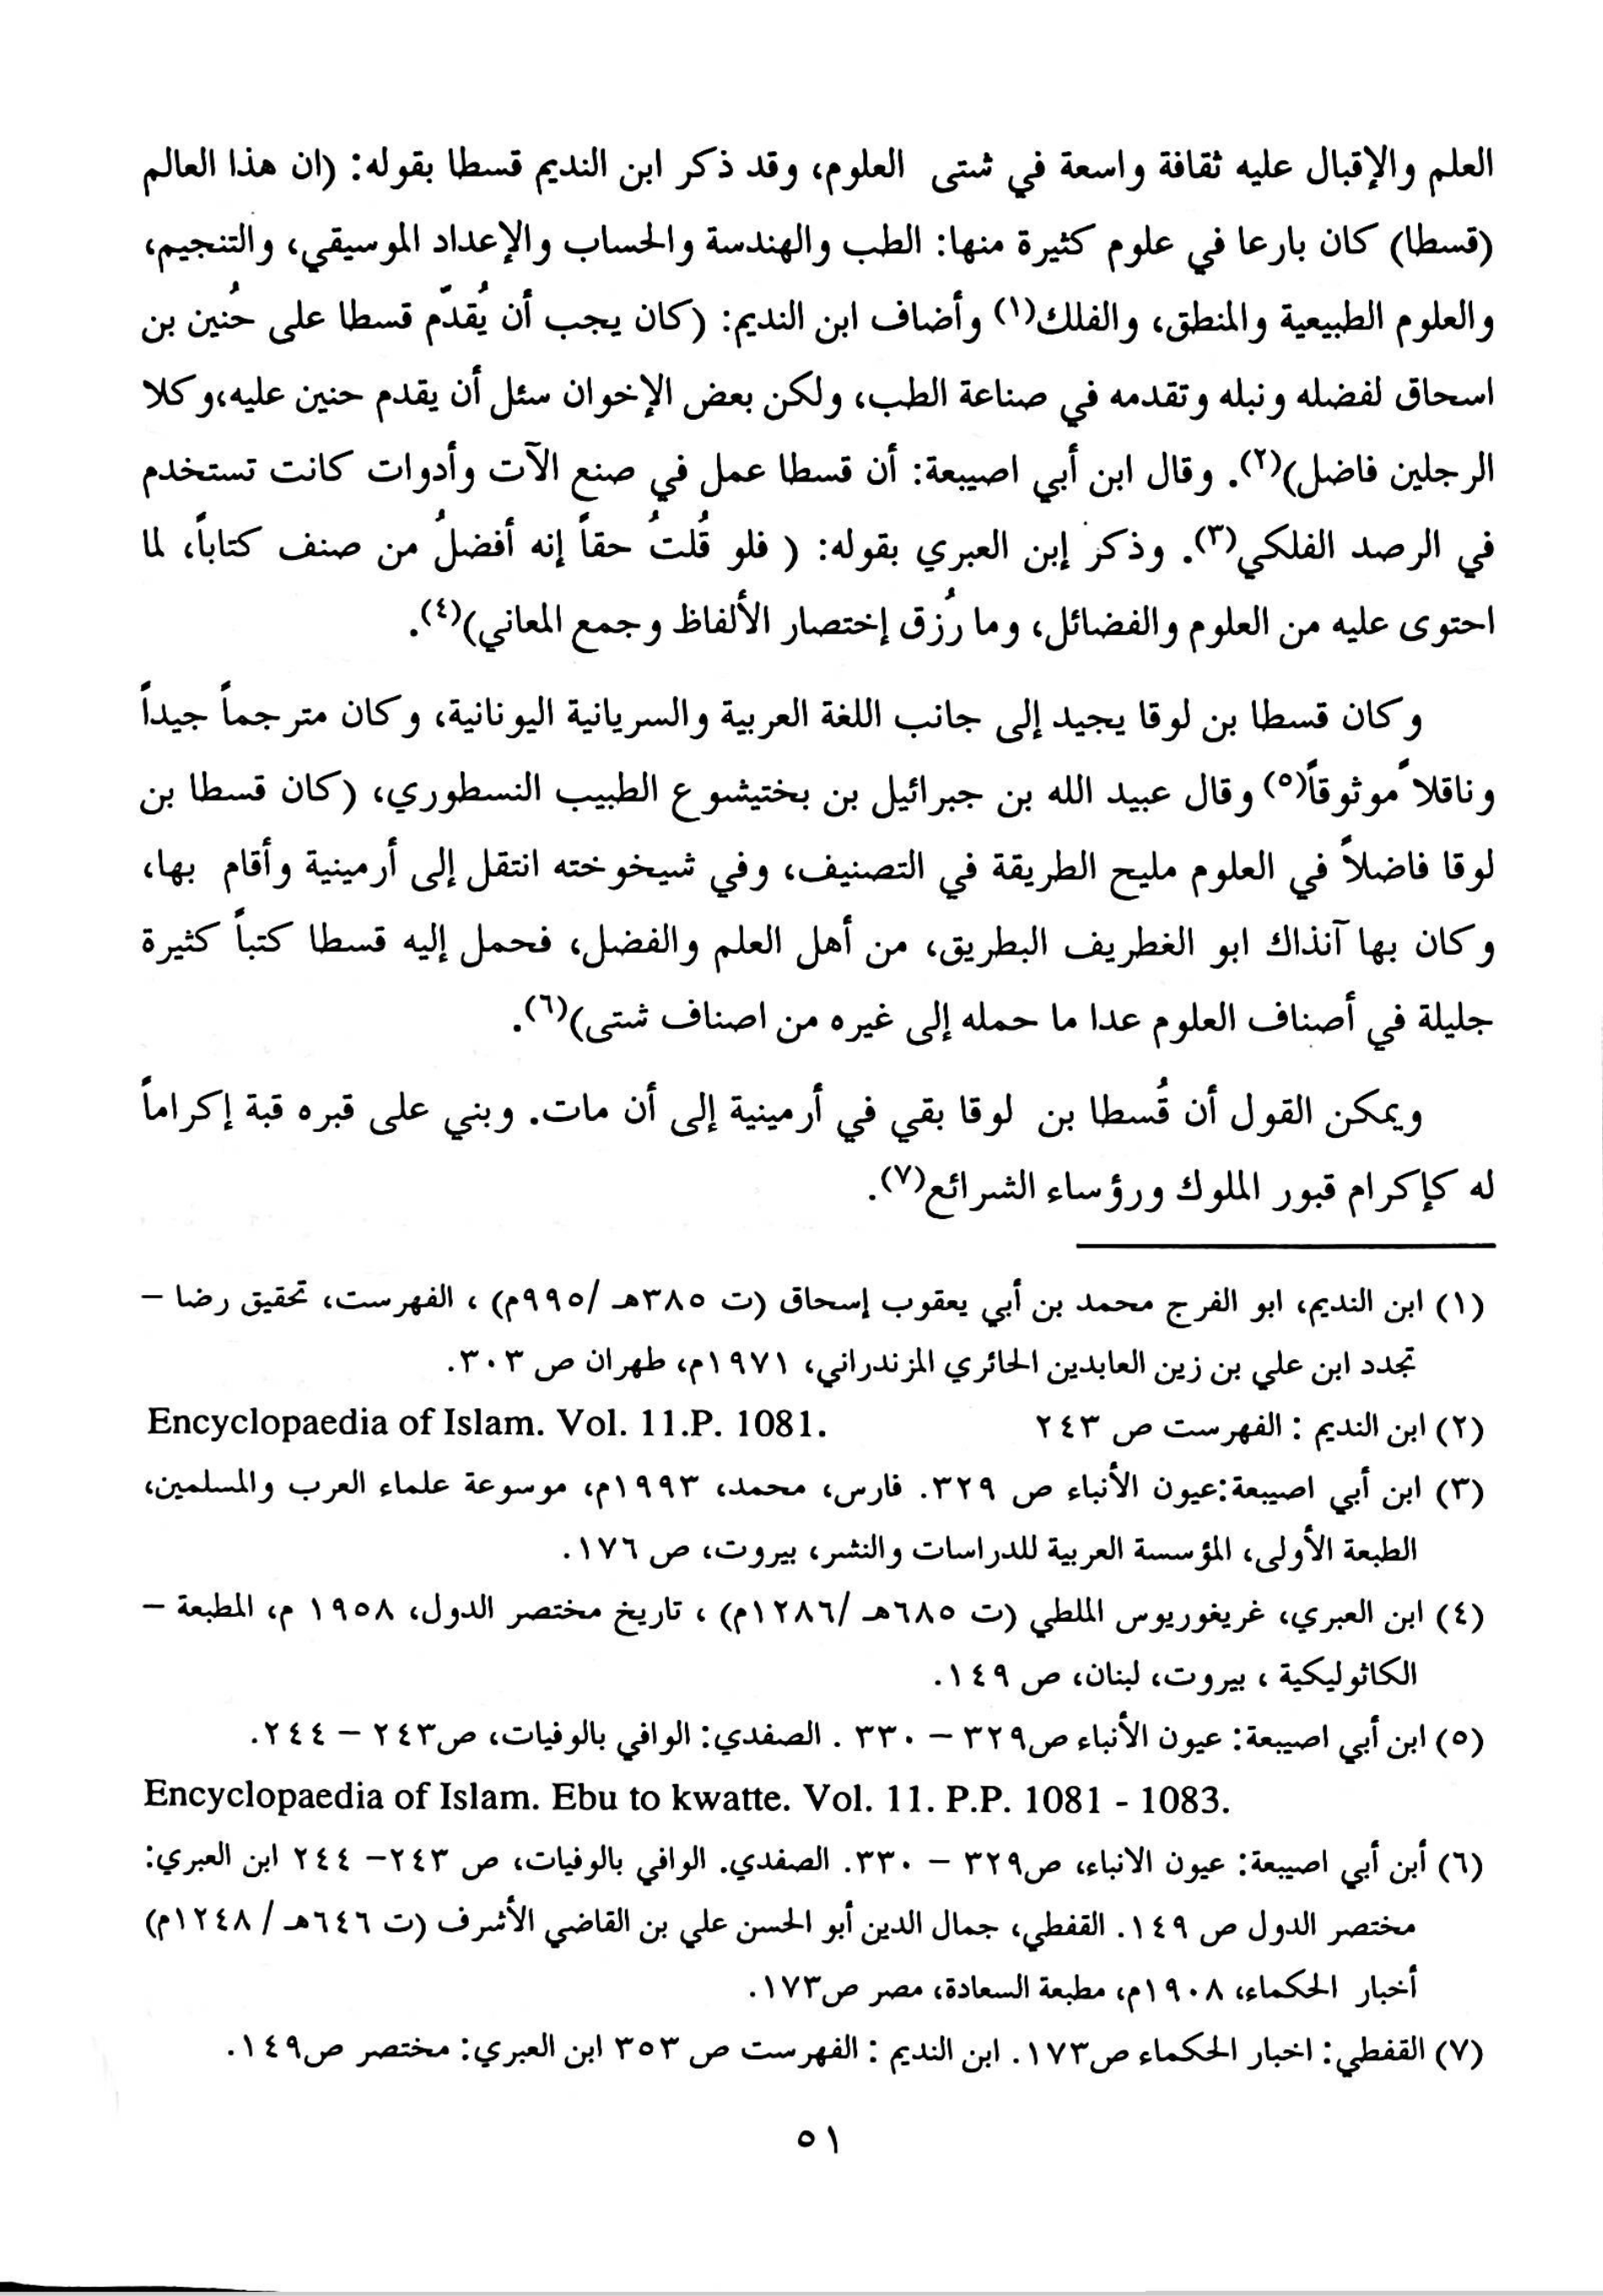 العلم والإقبال عليه ثقافة واسعة في شتى العلوم، وقد ذكر ابن النديم قسطا بقوله: (ان هذا العالم
(قسطا) كان بارعا في علوم كثيرة منها: الطب والهندسة والحساب والإعداد الموسيقي، والتنجيم،
والعلوم الطبيعية والمنطق، والفلك(١) وأضاف ابن النديم: (كان يجب أن يُقدّم قسطا على حُنين بن
اسحاق لفضله ونبله وتقدمه في صناعة الطب، ولكن بعض الإخوان سئل أن يقدم حنين عليه،وكلا
الرجلين فاضل)(٢). وقال ابن أبي اصيبعة: أن قسطا عمل في صنع الآت وأدوات كانت تستخدم
في الرصد الفلكي(٣). وذكر إبن العبري بقوله: ( فلو قُلتُ حقاً إنه أفضلُ من صنف كتاباً، لما
احتوى عليه من العلوم والفضائل، وما رُزق إختصار الألفاظ وجمع المعاني)(٤).
وكان قسطا بن لوقا يجيد إلى جانب اللغة العربية والسريانية اليونانية، وكان مترجماً جيداً
وناقلاً موثوقاً(٥) وقال عبيد الله بن جبرائيل بن بختيشوع الطبيب النسطوري، (كان قسطا بن
لوقا فاضلاً في العلوم مليح الطريقة في التصنيف، وفي شيخوخته انتقل إلى أرمينية وأقام بها،
وكان بها آنذاك ابو الغطريف البطريق، من أهل العلم والفضل، فحمل إليه قسطا كتباً كثيرة
جليلة في أصناف العلوم عدا ما حمله إلى غيره من اصناف شتى)(٦).
ويمكن القول أن قُسطا بن لوقا بقي في أرمينية إلى أن مات. وبني على قبره قبة إكراماً
له كإكرام قبور الملوك ورؤساء الشرائع(٧).
(١) ابن النديم، ابو الفرج محمد بن أبي يعقوب إسحاق (ت ٣٨٥هـ /٩٩٥م) ، الفهرست، تحقيق رضا –
تجدد ابن علي بن زين العابدين الحائري المزندراني، ١٩٧١م، طهران ص ٣٠٣.
(٢) ابن النديم : الفهرست ص ٢٤٣ Encyclopaedia of Islam. Vol. 11.P. 1081.
(٣) ابن أبي اصيبعة:عيون الأنباء ص ٣٢٩. فارس، محمد، ١٩٩٣م، موسوعة علماء العرب والمسلمين،
الطبعة الأولى، المؤسسة العربية للدراسات والنشر، بيروت، ص ١٧٦.
(٤) ابن العبري، غريغوريوس الملطي (ت ٦٨٥هـ /١٢٨٦م) ، تاريخ مختصر الدول، ١٩٥٨ م، المطبعة –
الكاثوليكية ، بيروت، لبنان، ص ١٤٩.
(٥) ابن أبي اصيبعة: عيون الأنباء ص٣٢٩ – ٣٣٠ . الصفدي: الوافي بالوفيات، ص٢٤٣ – ٢٤٤.
Encyclopaedia of Islam. Ebu to kwatte. Vol. 11. P.P. 1081 - 1083.
(٦) أبن أبي اصيبعة: عيون الانباء، ص٣٢٩ – ٣٣٠. الصفدي. الوافي بالوفيات، ص ٢٤٣– ٢٤٤ ابن العبري:
مختصر الدول ص ١٤٩. القفطي، جمال الدين أبو الحسن علي بن القاضي الأشرف (ت ٦٤٦هـ / ١٢٤٨م)
أخبار الحكماء، ١٩٠٨م، مطبعة السعادة، مصر ص١٧٣.
(٧) القفطي: اخبار الحكماء ص١٧٣. ابن النديم : الفهرست ص ٣٥٣ ابن العبري: مختصر ص١٤٩.
٥١